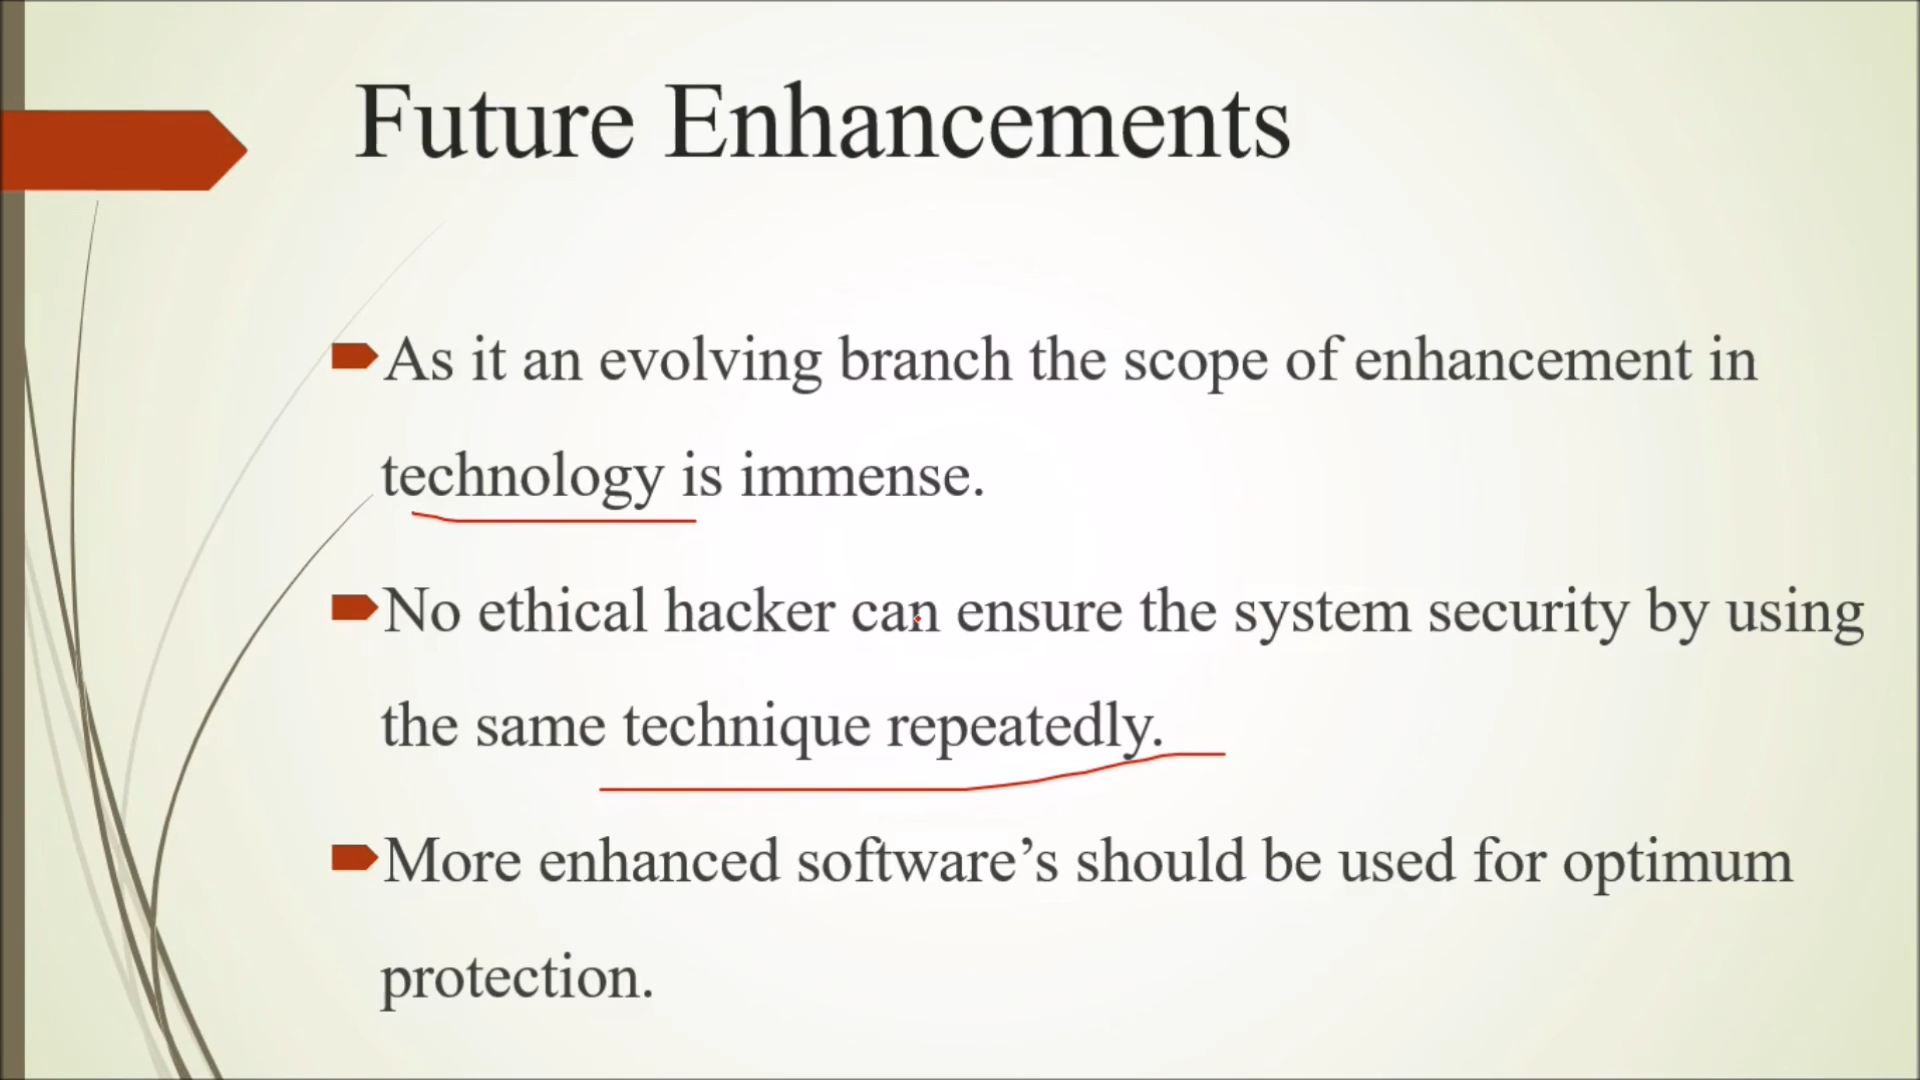 Future Enhancements
As it an evolving branch the scope of enhancement in
technology is immense.
No ethical hacker can ensure the system security by using
the same technique repeatedly.
More enhanced software’s should be used for optimum
protection.